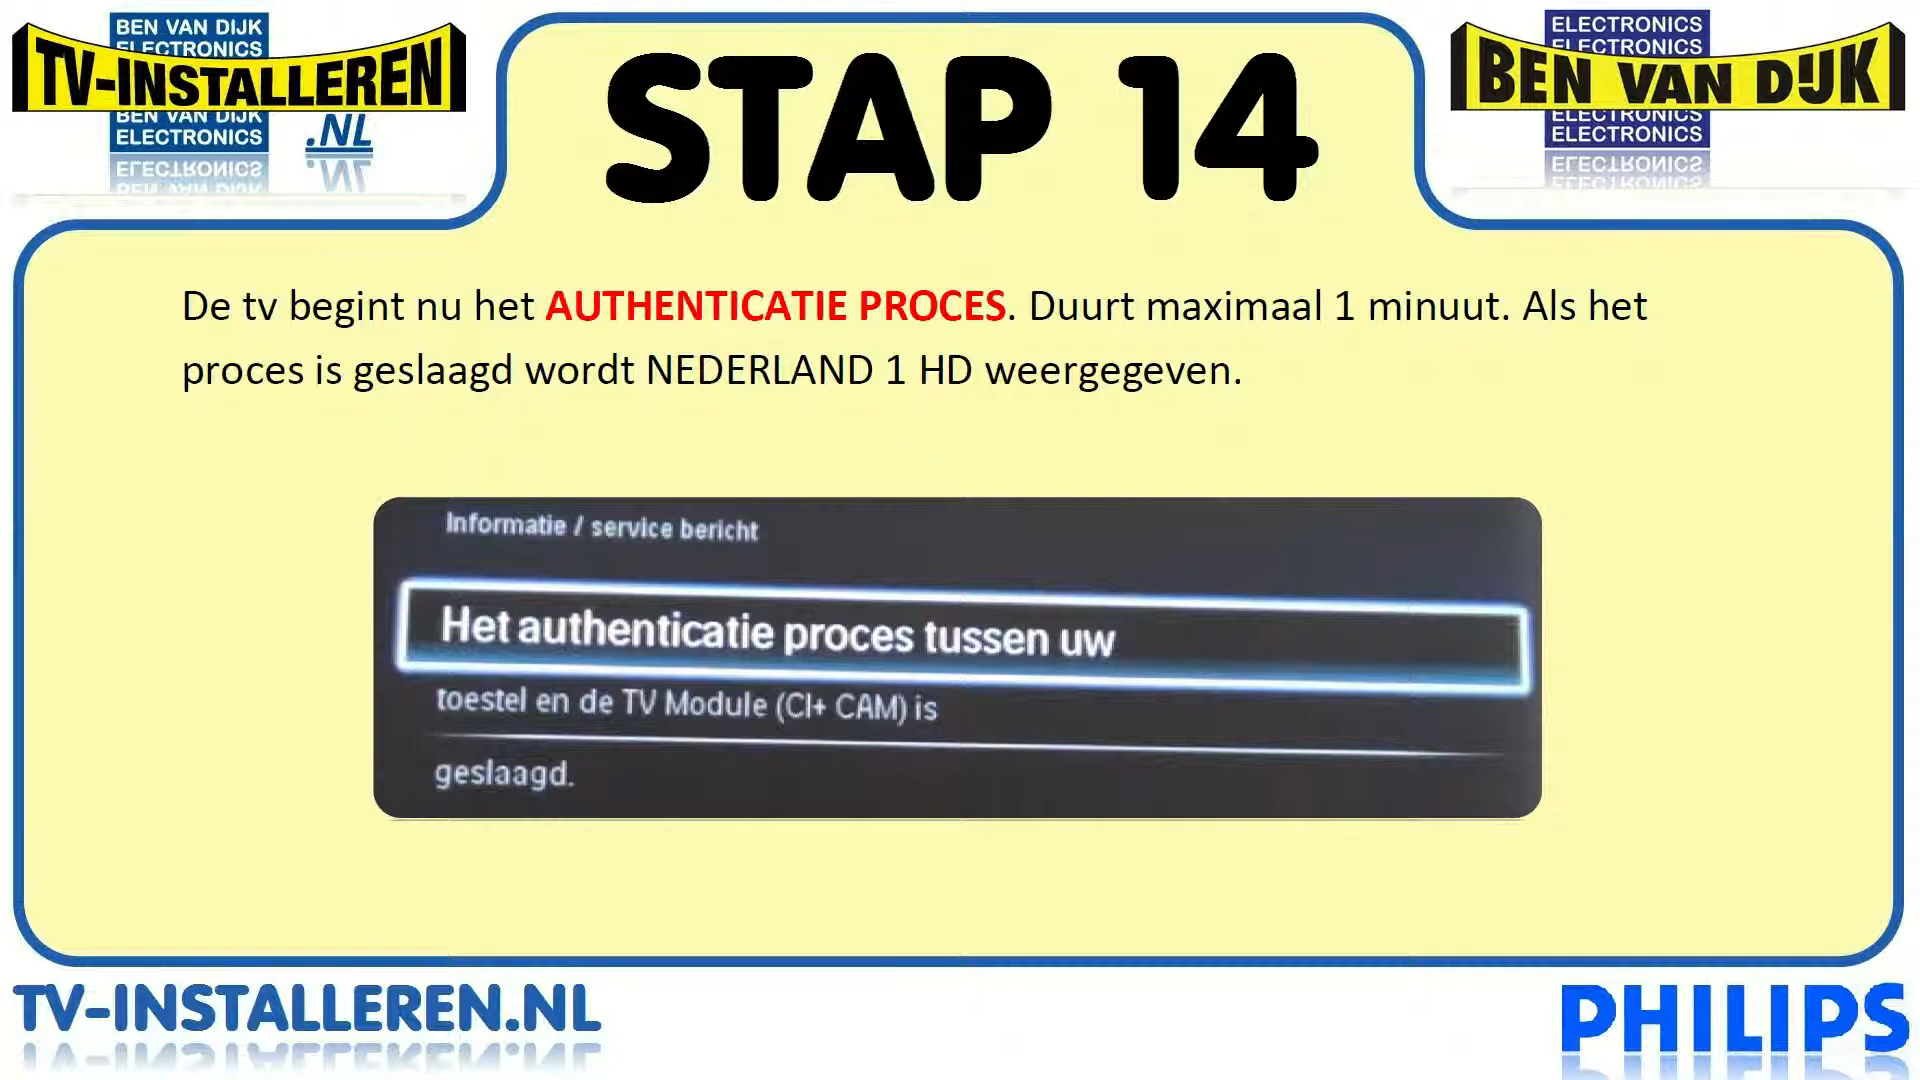 BEN VAN DIJK
ELECTRONICS
TV-INSTALLEREN
BEN VAN DIJK
ELECTRONICS
.NL
STAP 14
ELECTRONICS
ELECTRONICS
BEN VAN DIJK
ELECTRONICS
ELECTRONICS
De tv begint nu het AUTHENTICATIE PROCES. Duurt maximaal 1 minuut. Als het
proces is geslaagd wordt NEDERLAND 1 HD weergegeven.
Informatie / service bericht
Het authenticatie proces tussen uw
toestel en de TV Module (CI+ CAM) is
geslaagd.
TV-INSTALLEREN.NL
PHILIPS